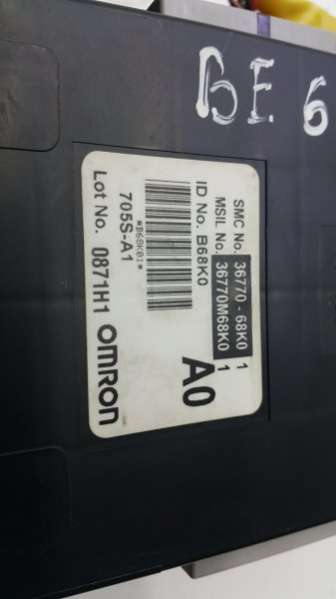 BE 6
SMC No. 36770-68K0 1
MSIL No. 36770M68K0 1
ID No. B68K0
A0
*B68K01*
705S-A1
Lot No. 0871H1 OMRON